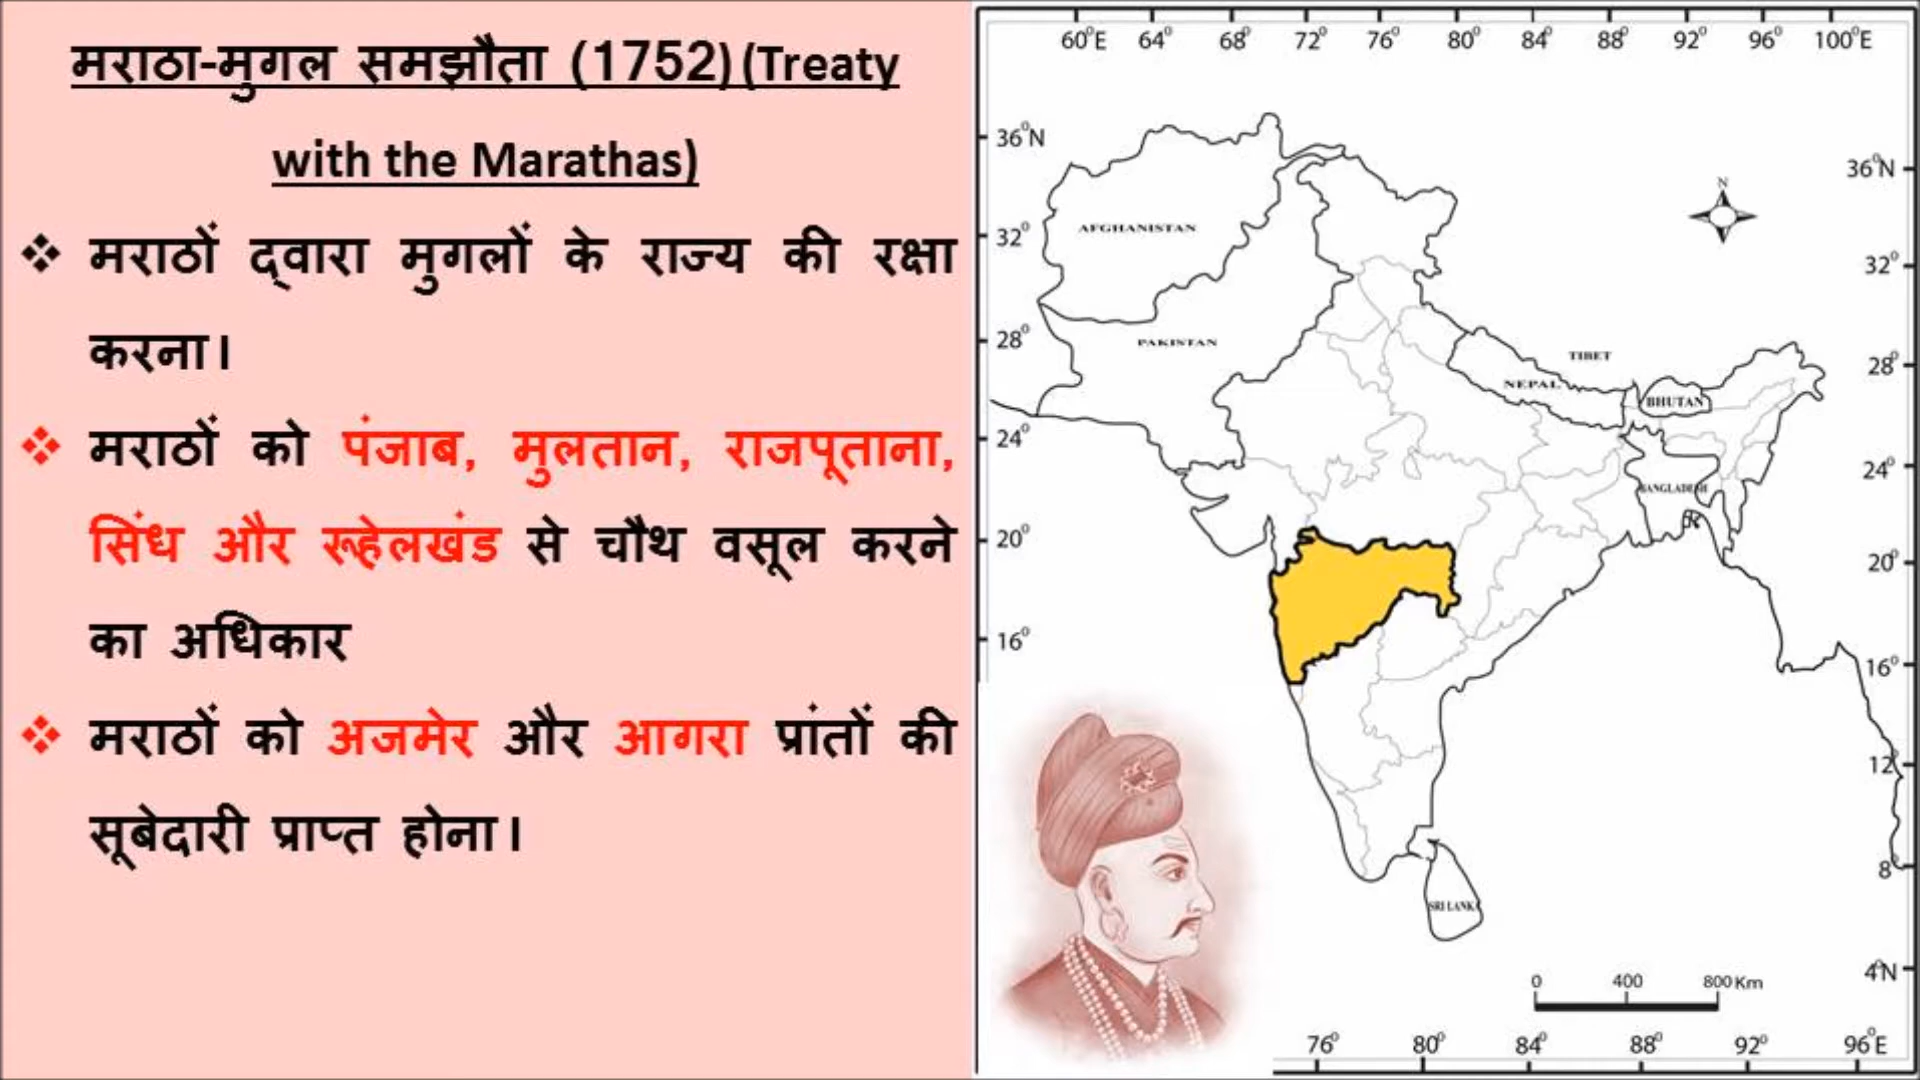 मराठा-मुगल समझौता (1752) (Treaty
with the Marathas)
❖ मराठों द्वारा मुगलों के राज्य की रक्षा
करना।
❖ मराठों को पंजाब, मुलतान, राजपूताना,
सिंध और रूहेलखंड से चौथ वसूल करने
का अधिकार
❖ मराठों को अजमेर और आगरा प्रांतों की
सूबेदारी प्राप्त होना।
60°E 64° 68° 72° 76° 80° 84° 88° 92° 96° 100°E
36°N
36°N
N
32°
AFGHANISTAN
32°
28°
PAKISTAN
TIBET
28°
NEPAL
BHUTAN
24°
24°
BANGLADESH
20°
20°
16°
16°
12°
8°
SRI LANKA
4°N
0 400 800 Km
76° 80° 84° 88° 92° 96°E